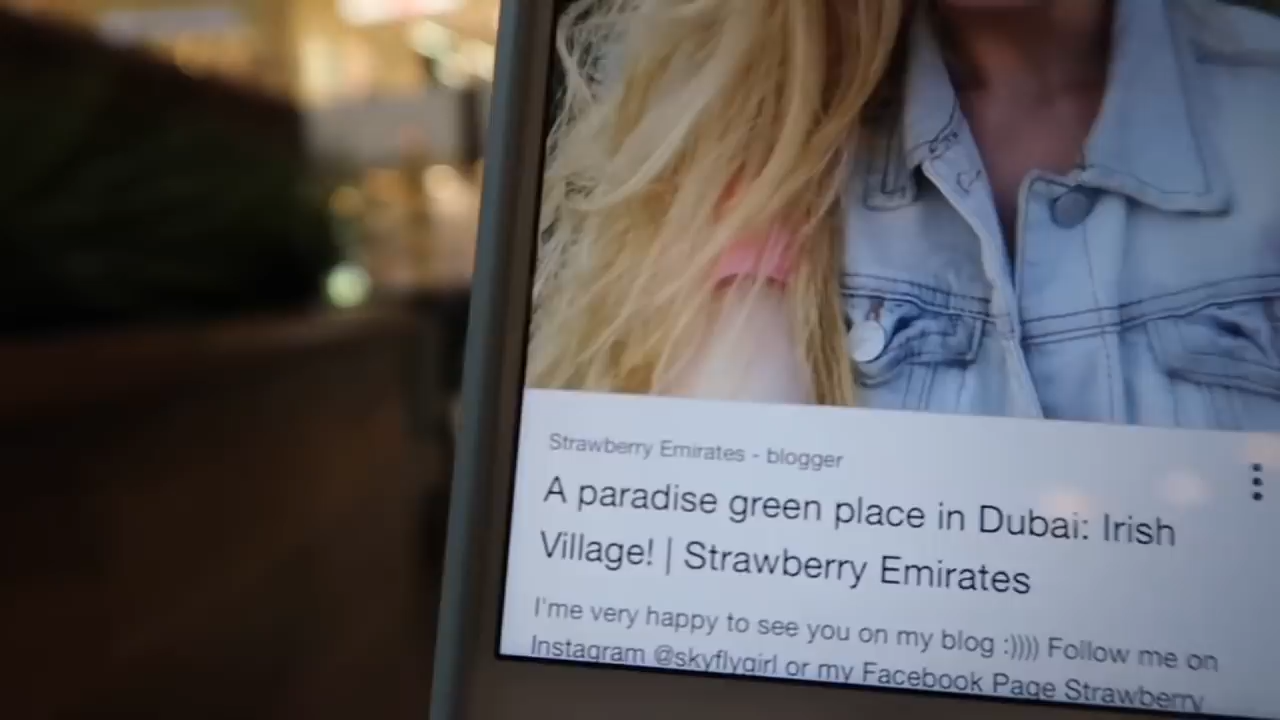 Strawberry Emirates - blogger
A paradise green place in Dubai: Irish
Village! | Strawberry Emirates
I'me very happy to see you on my blog :)))) Follow me on
Instagram @skyflygirl or my Facebook Page Strawberry